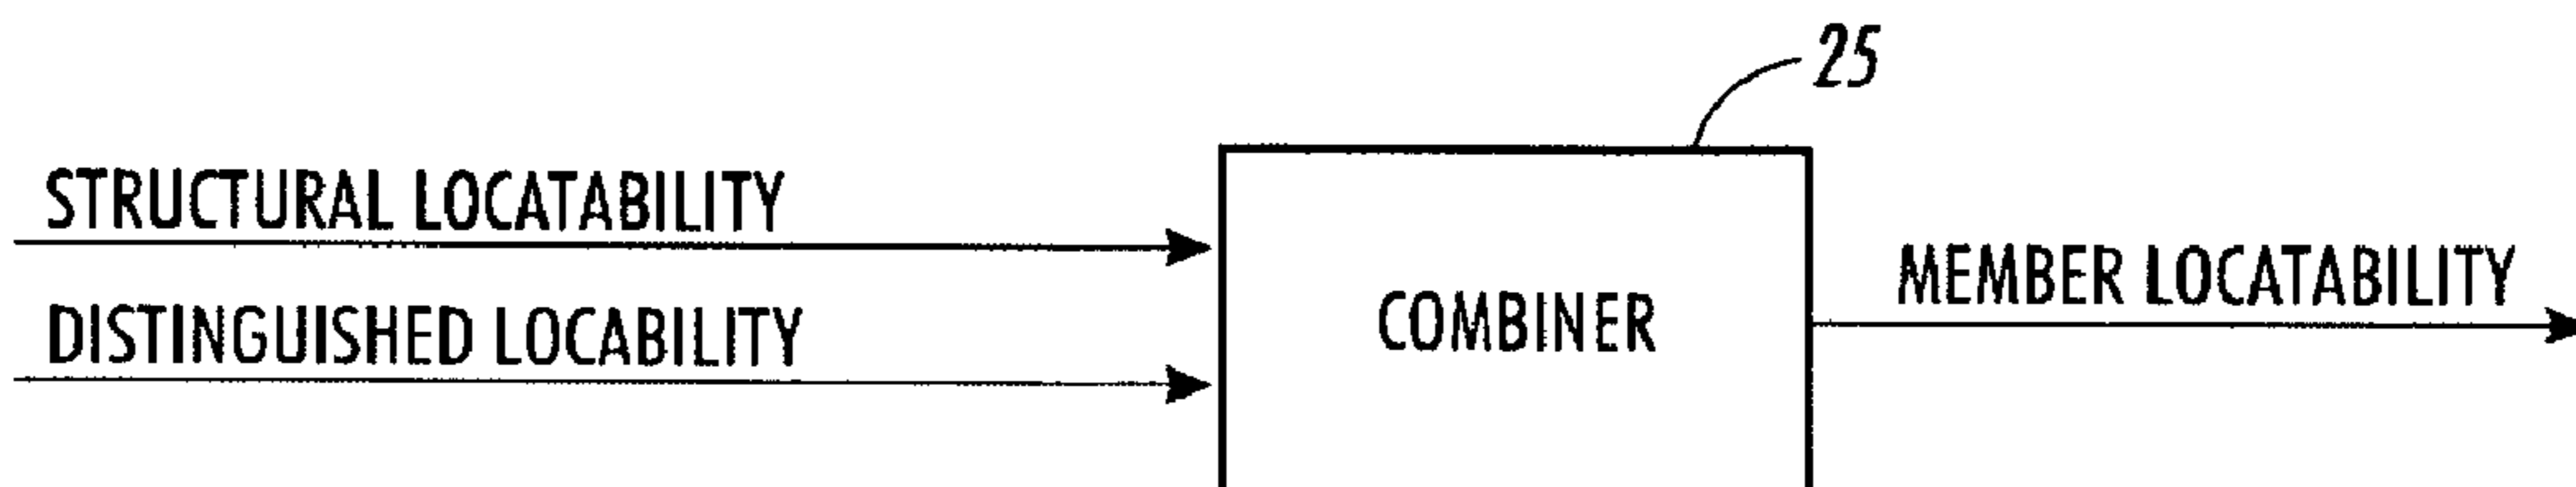 25
STRUCTURAL LOCATABILITY
DISTINGUISHED LOCABILITY
COMBINER
MEMBER LOCATABILITY